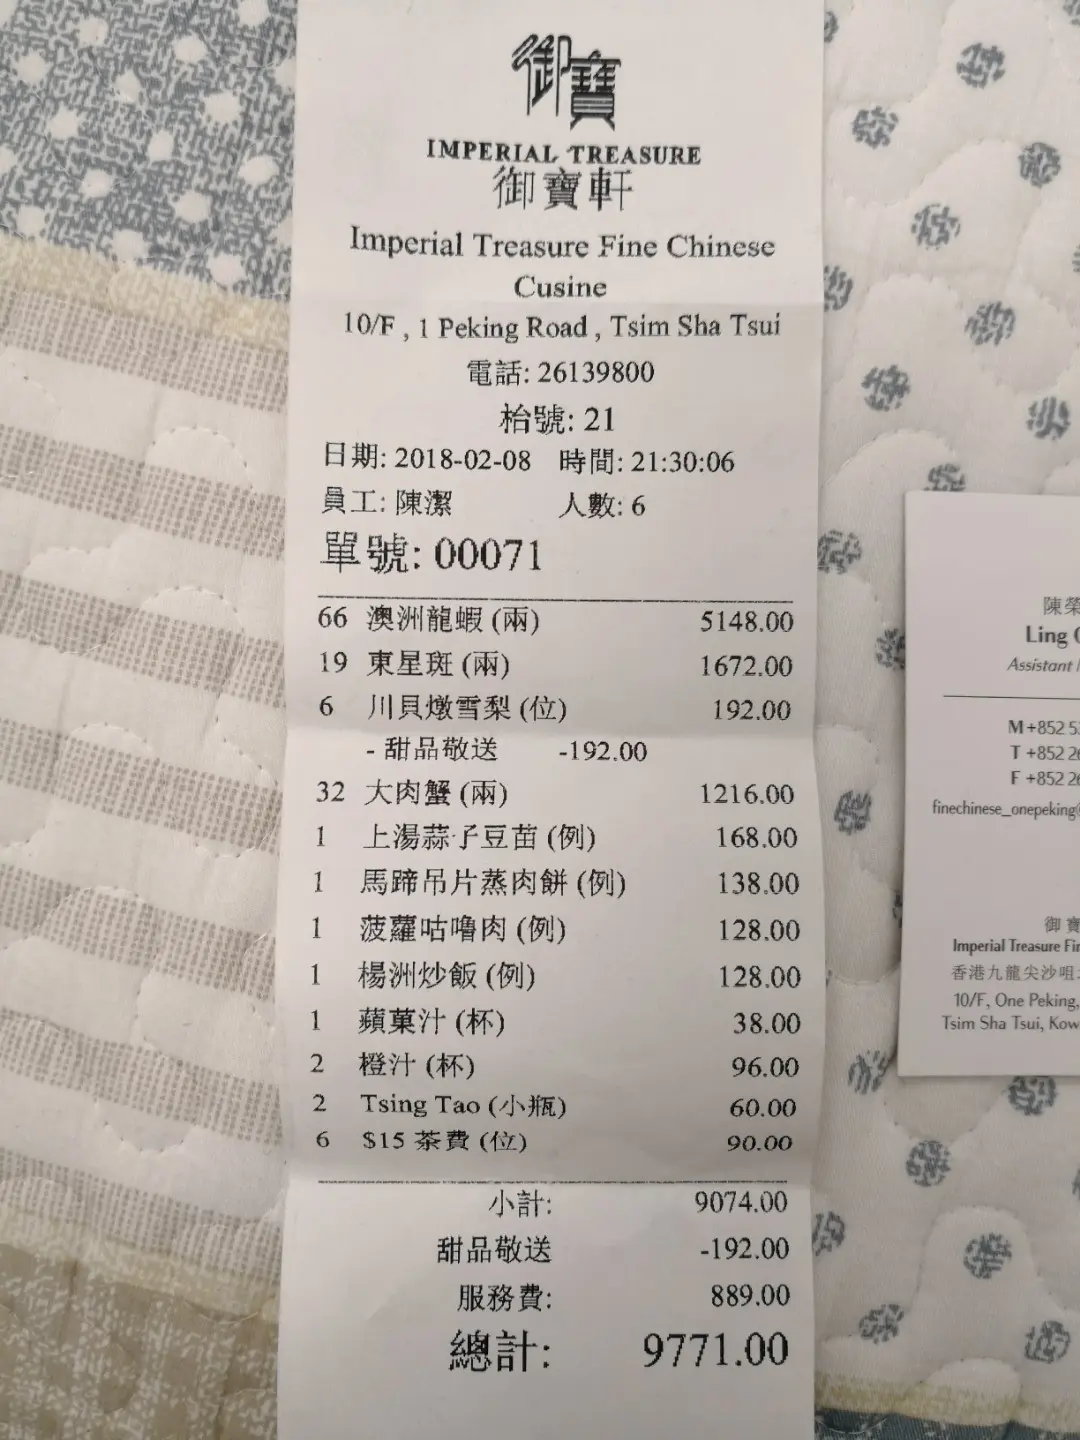 御寶
IMPERIAL TREASURE
御寶軒
Imperial Treasure Fine Chinese
Cusine
10/F , 1 Peking Road , Tsim Sha Tsui
電話: 26139800
枱號: 21
日期: 2018-02-08 時間: 21:30:06
員工: 陳潔 人數: 6
單號: 00071
66 澳洲龍蝦 (兩) 5148.00
19 東星斑 (兩) 1672.00
6 川貝燉雪梨 (位) 192.00
- 甜品敬送 -192.00
32 大肉蟹 (兩) 1216.00
1 上湯蒜子豆苗 (例) 168.00
1 馬蹄吊片蒸肉餅 (例) 138.00
1 菠蘿咕嚕肉 (例) 128.00
1 楊洲炒飯 (例) 128.00
1 蘋菓汁 (杯) 38.00
2 橙汁 (杯) 96.00
2 Tsing Tao (小瓶) 60.00
6 $15 茶費 (位) 90.00
小計: 9074.00
甜品敬送 -192.00
服務費: 889.00
總計: 9771.00
陳榮
Ling
Assistant
M +852 5
T +852 26
F +852 26
finechinese_onepeking
御寶
Imperial Treasure
香港九龍尖沙咀
10/F, One Peking,
Tsim Sha Tsui,